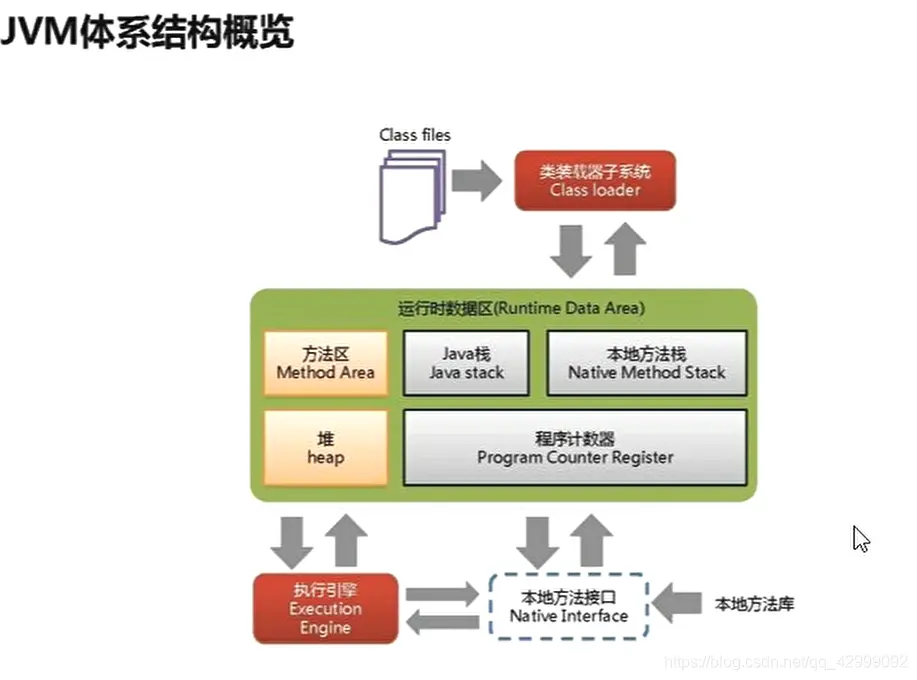 JVM体系结构概览
Class files
类装载器子系统
Class loader
运行时数据区(Runtime Data Area)
方法区
Method Area
Java栈
Java stack
本地方法栈
Native Method Stack
堆
heap
程序计数器
Program Counter Register
执行引擎
Execution
Engine
本地方法接口
Native Interface
本地方法库
https://blog.csdn.net/qq_42999092